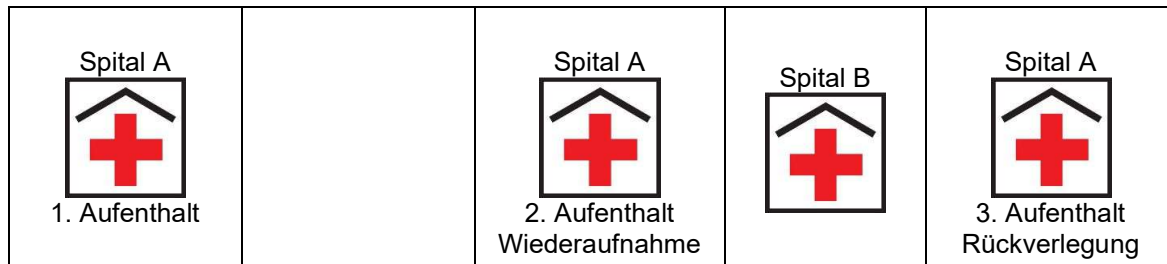 Spital A
1. Aufenthalt
Spital A
2. Aufenthalt
Wiederaufnahme
Spital B
Spital A
3. Aufenthalt
Rückverlegung